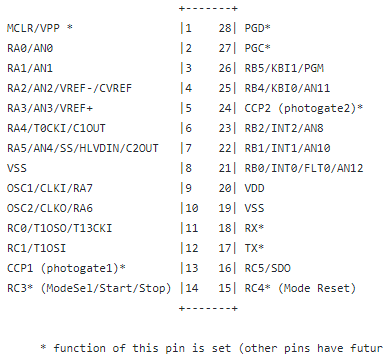 +-------+
MCLR/VPP * |1 28| PGD*
RA0/AN0 |2 27| PGC*
RA1/AN1 |3 26| RB5/KBI1/PGM
RA2/AN2/VREF-/CVREF |4 25| RB4/KBI0/AN11
RA3/AN3/VREF+ |5 24| CCP2 (photogate2)*
RA4/T0CKI/C1OUT |6 23| RB2/INT2/AN8
RA5/AN4/SS/HLVDIN/C2OUT |7 22| RB1/INT1/AN10
VSS |8 21| RB0/INT0/FLT0/AN12
OSC1/CLKI/RA7 |9 20| VDD
OSC2/CLKO/RA6 |10 19| VSS
RC0/T1OSO/T13CKI |11 18| RX*
RC1/T1OSI |12 17| TX*
CCP1 (photogate1)* |13 16| RC5/SDO
RC3* (ModeSel/Start/Stop) |14 15| RC4* (Mode Reset)
+-------+
* function of this pin is set (other pins have futur